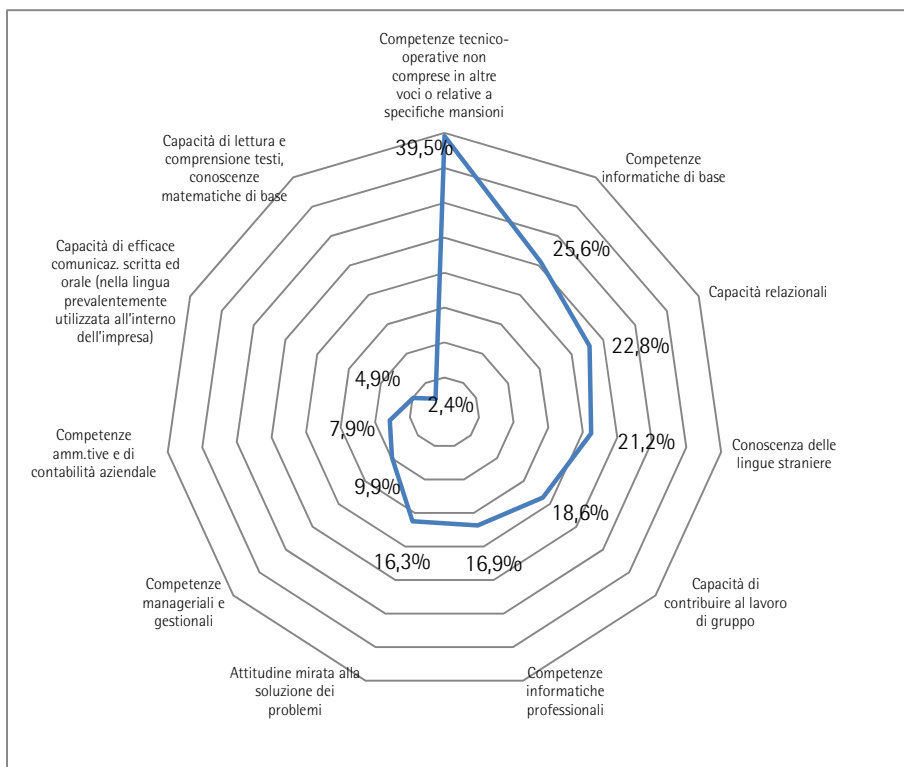 Competenze tecnico-
operative non
comprese in altre
voci o relative a
specifiche mansioni
39,5%
Competenze
informatiche di base
25,6%
Capacità relazionali
22,8%
Conoscenza delle
lingue straniere
21,2%
Capacità di
contribuire al lavoro
di gruppo
18,6%
Competenze
informatiche
professionali
16,9%
Attitudine mirata alla
soluzione dei
problemi
16,3%
Competenze
manageriali e
gestionali
9,9%
Competenze
amm.tive e di
contabilità aziendale
7,9%
Capacità di efficace
comunicaz. scritta ed
orale (nella lingua
prevalentemente
utilizzata all'interno
dell'impresa)
4,9%
Capacità di lettura e
comprensione testi,
conoscenze
matematiche di base
2,4%